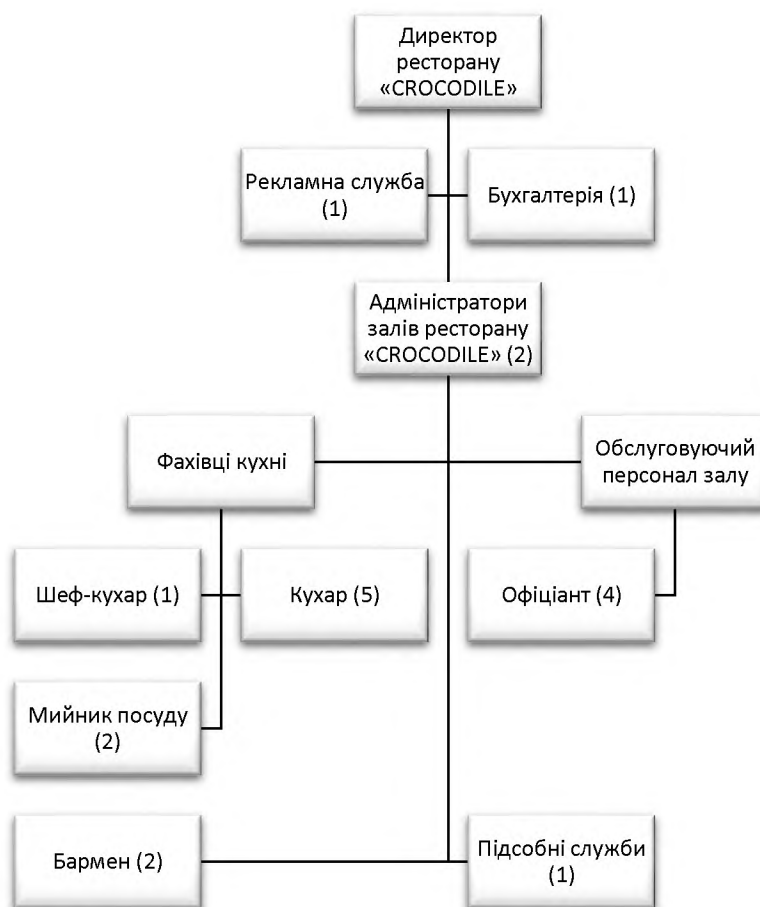 Директор
ресторану
«CROCODILE»
Рекламна служба
(1)
Бухгалтерія (1)
Адміністратори
залів ресторану
«CROCODILE» (2)
Фахівці кухні
Обслуговуючий
персонал залу
Шеф-кухар (1)
Кухар (5)
Офіціант (4)
Мийник посуду
(2)
Бармен (2)
Підсобні служби
(1)